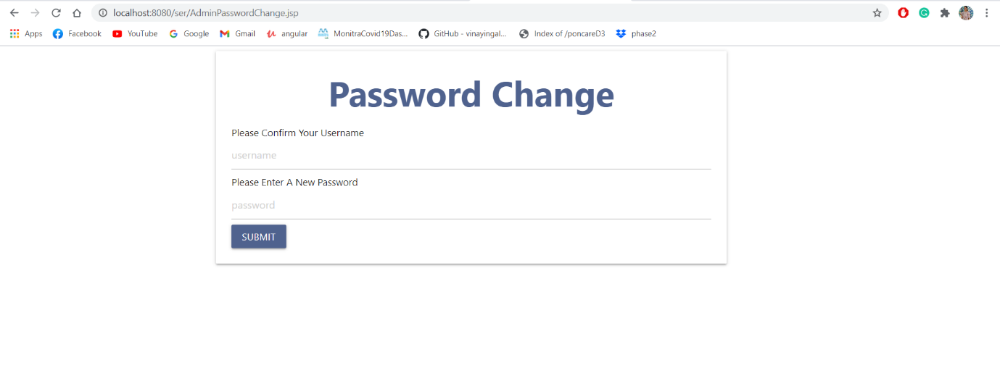 localhost:8080/ser/AdminPasswordChange.jsp
Apps Facebook YouTube Google Gmail angular MonitraCovid19Das... GitHub - vinayingal... Index of /poncareD3 phase2
Password Change
Please Confirm Your Username
username
Please Enter A New Password
password
SUBMIT